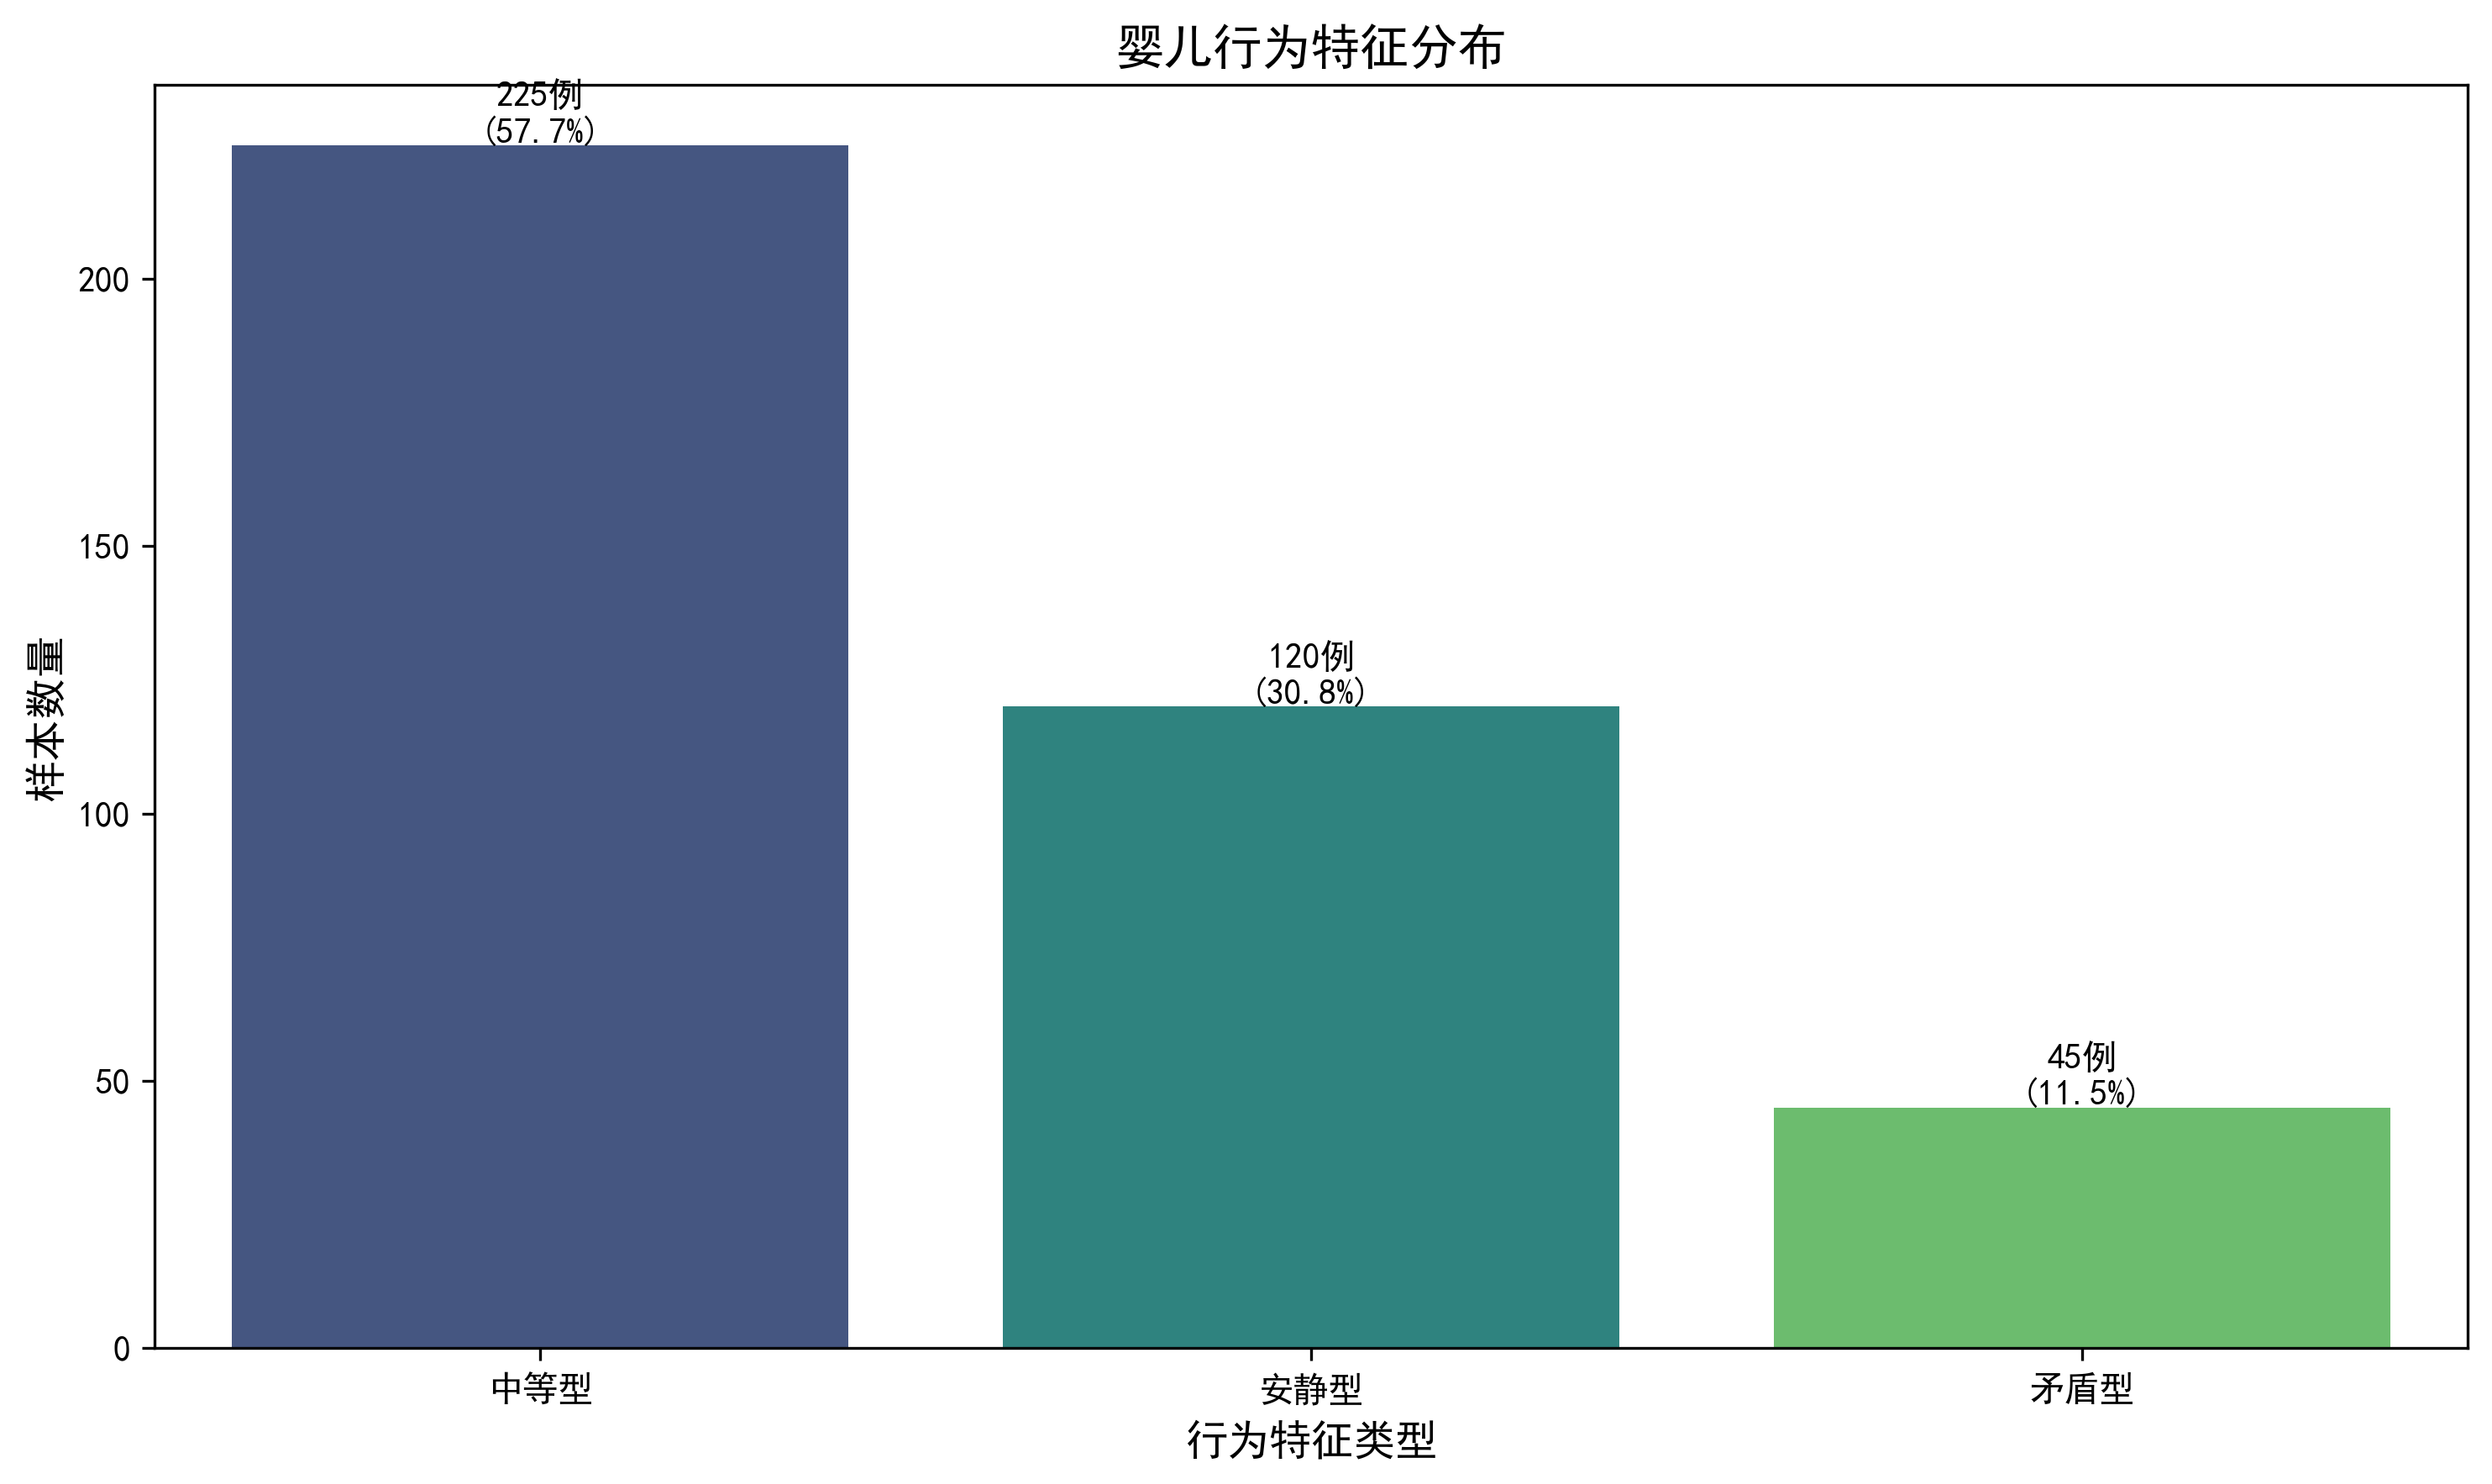 婴儿行为特征分布
225例
(57.7%)
120例
(30.8%)
45例
(11.5%)
样本数量
200
150
100
50
0
中等型
安静型
矛盾型
行为特征类型